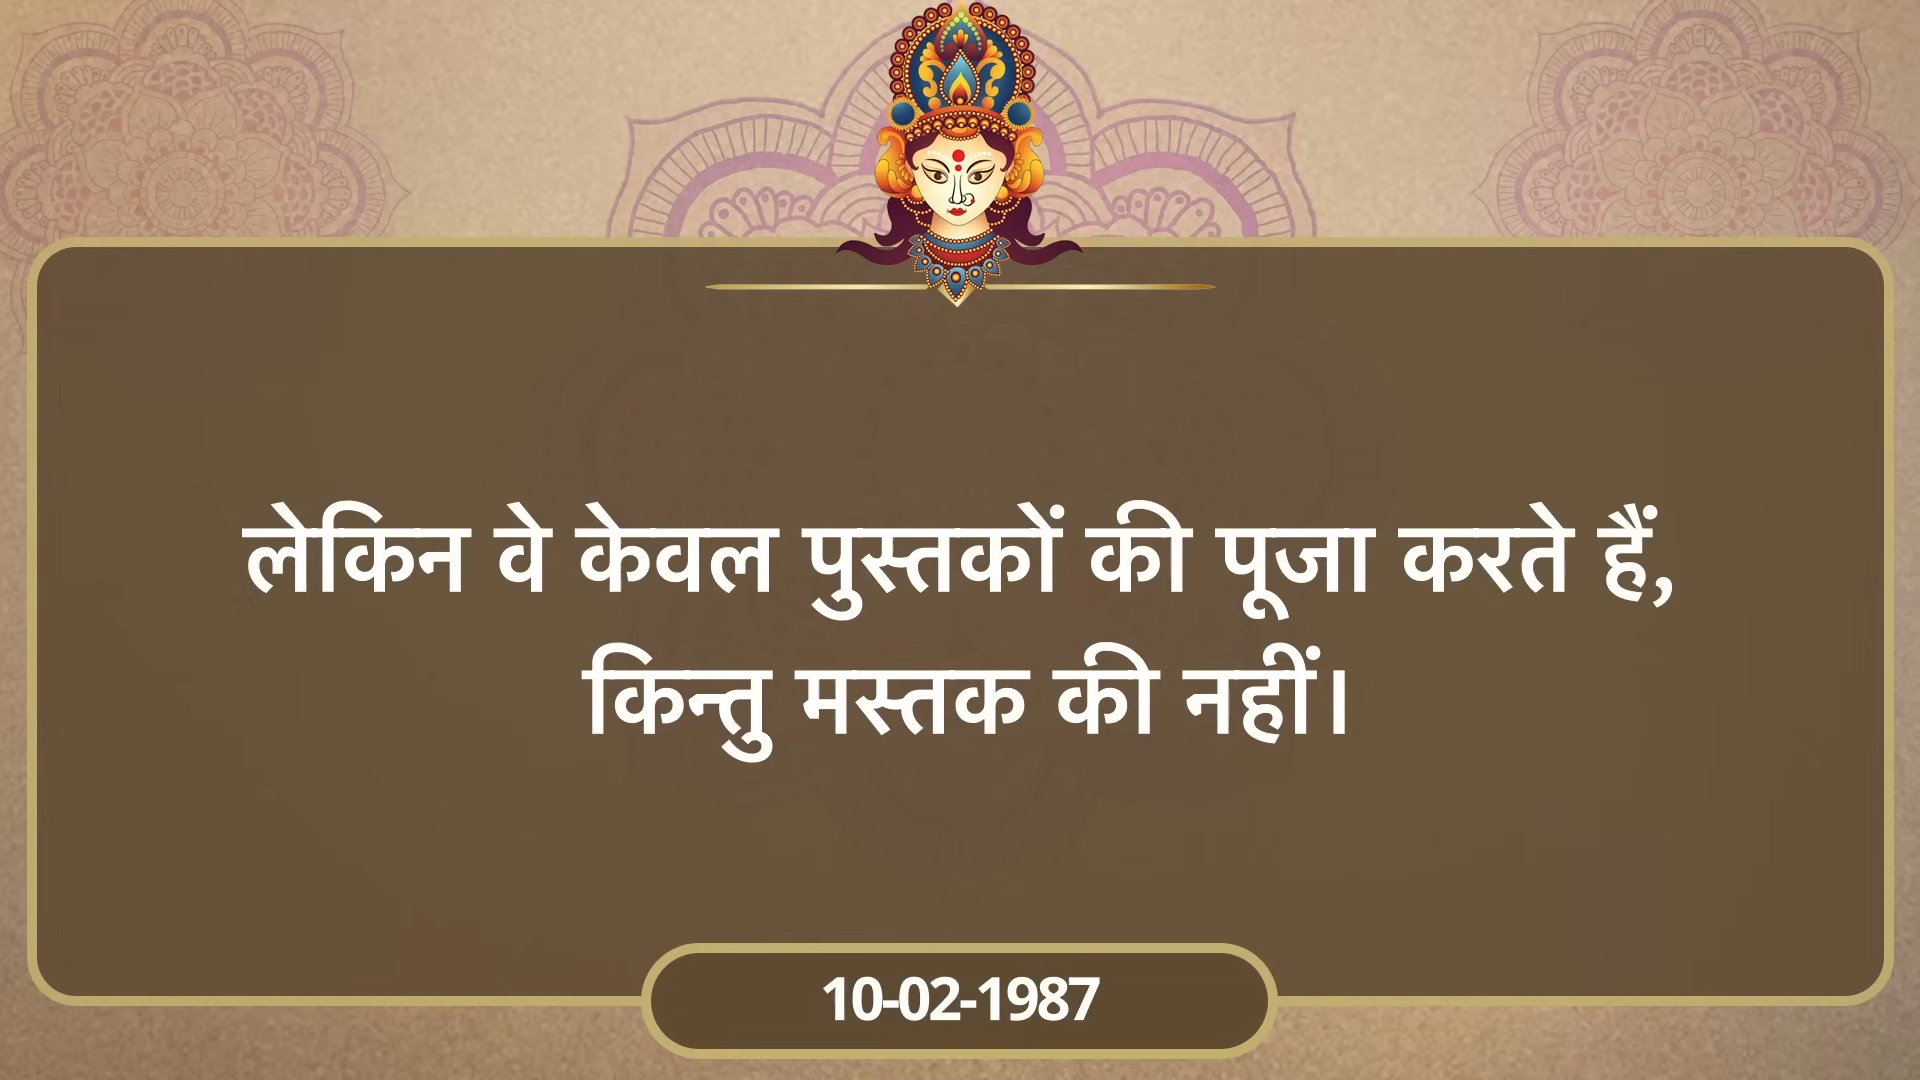 लेकिन वे केवल पुस्तकों की पूजा करते हैं,
किन्तु मस्तक की नहीं।
10-02-1987